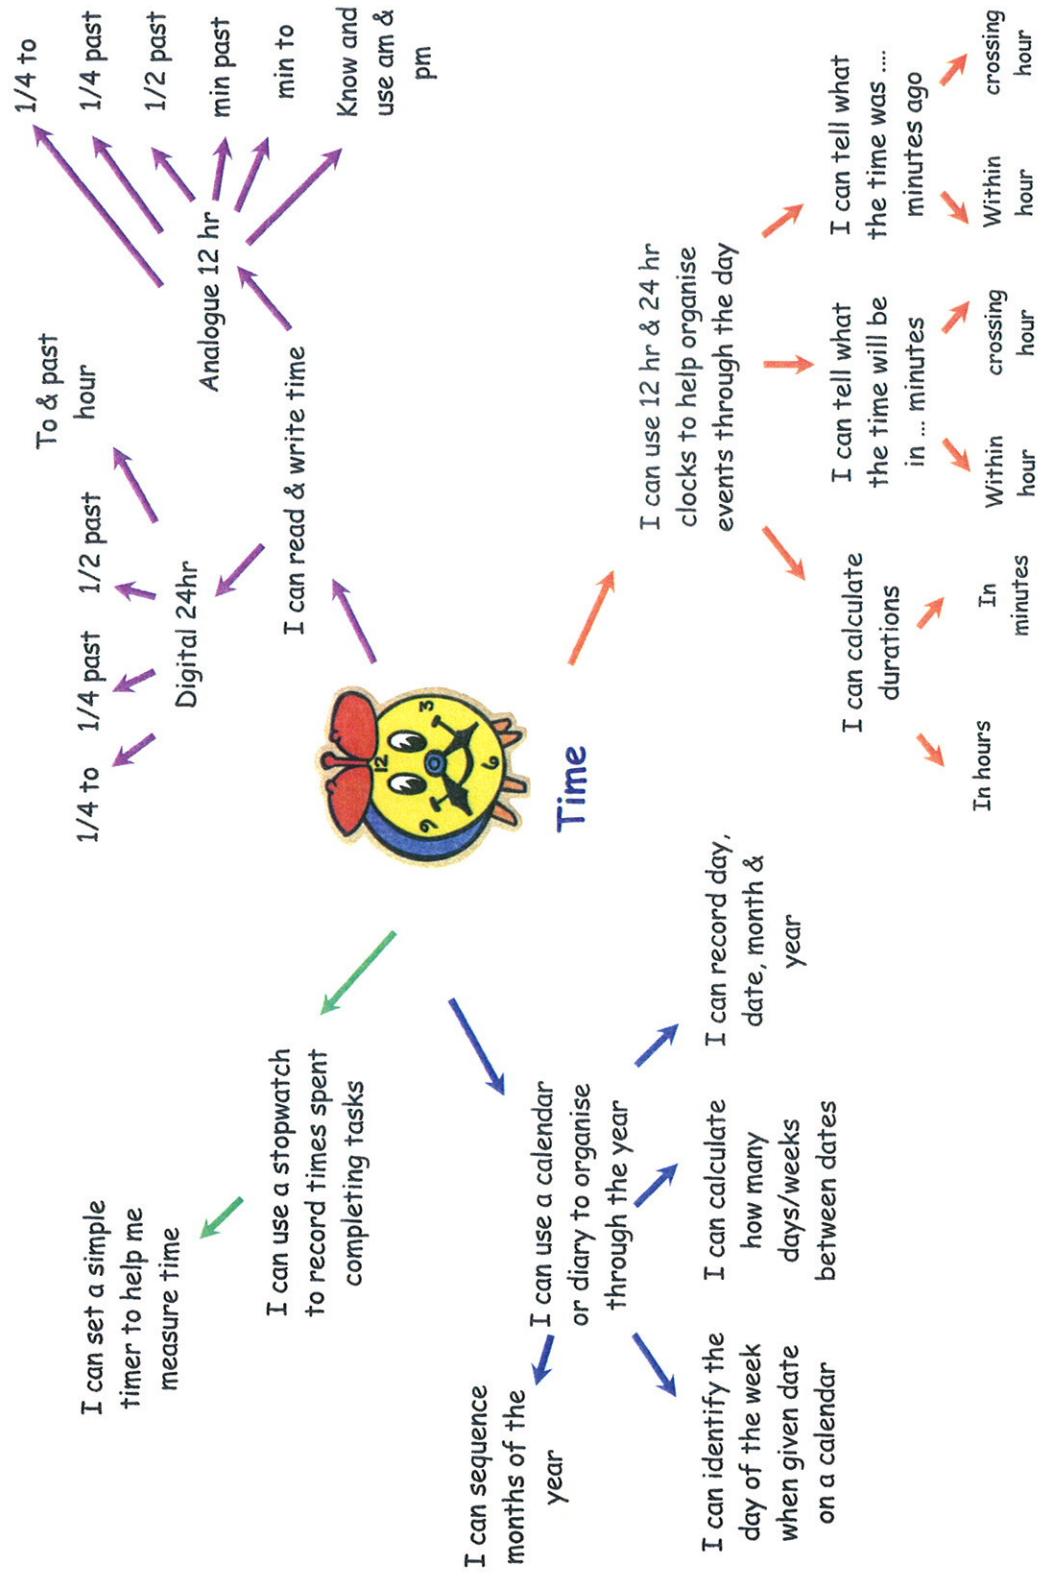 I can set a simple
timer to help me
measure time
I can use a stopwatch
to record times spent
completing tasks
I can sequence
months of the
year
I can use a calendar
or diary to organise
through the year
I can identify the
day of the week
when given date
on a calendar
I can calculate
how many
days/weeks
between dates
I can record day,
date, month &
year
12
3
6
9
Time
I can read & write time
Digital 24hr
1/4 to
1/4 past
1/2 past
To & past
hour
Analogue 12 hr
1/4 to
1/4 past
1/2 past
min past
min to
Know and
use am &
pm
I can use 12 hr & 24 hr
clocks to help organise
events through the day
I can calculate
durations
In hours
In
minutes
I can tell what
the time will be
in ... minutes
Within
hour
crossing
hour
I can tell what
the time was ....
minutes ago
Within
hour
crossing
hour